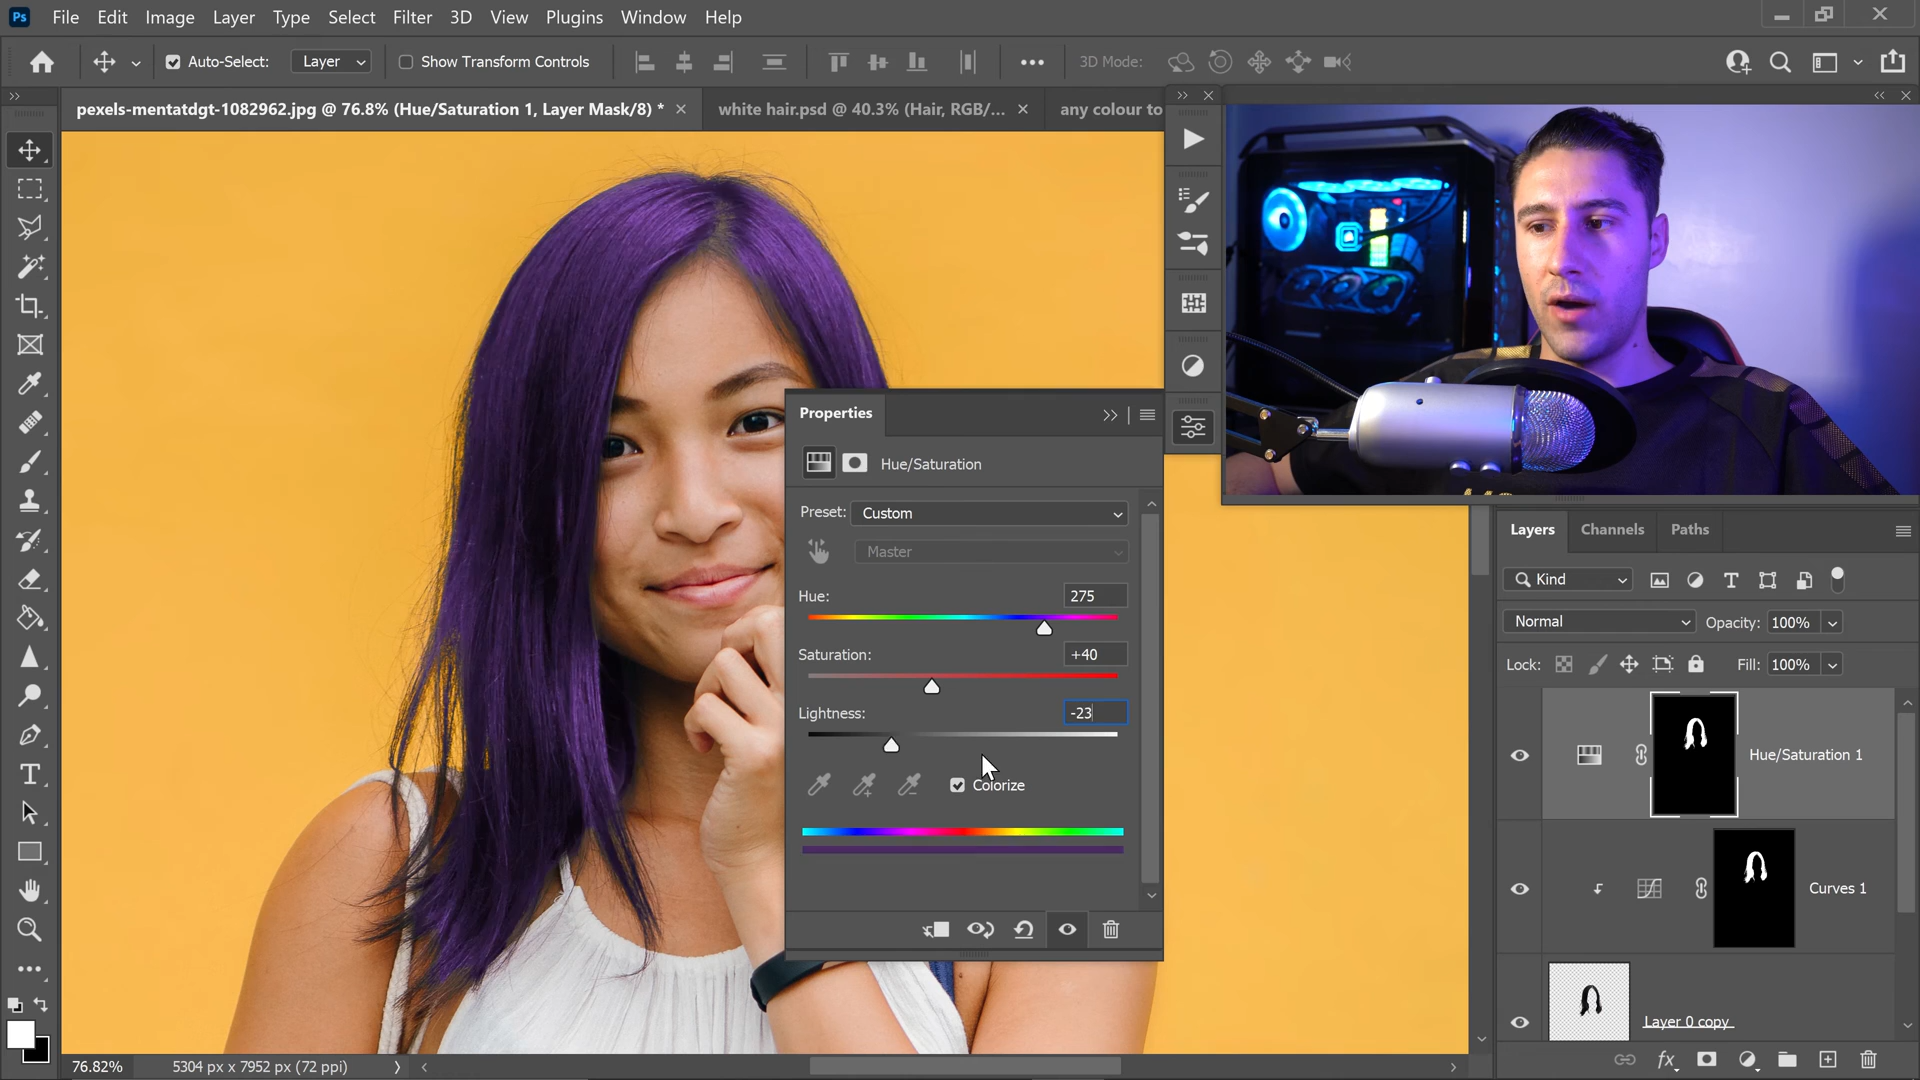 Ps File Edit Image Layer Type Select Filter 3D View Plugins Window Help
Auto-Select: Layer Show Transform Controls 3D Mode:
pexels-mentatdgt-1082962.jpg @ 76.8% (Hue/Saturation 1, Layer Mask/8) * white hair.psd @ 40.3% (Hair, RGB/... any colour to
Properties
Hue/Saturation
Preset: Custom
Master
Hue: 275
Saturation: +40
Lightness: -23
Colorize
Layers Channels Paths
Kind
Normal Opacity: 100%
Lock: Fill: 100%
Hue/Saturation 1
Curves 1
Layer 0 copy
fx
76.82% 5304 px x 7952 px (72 ppi)